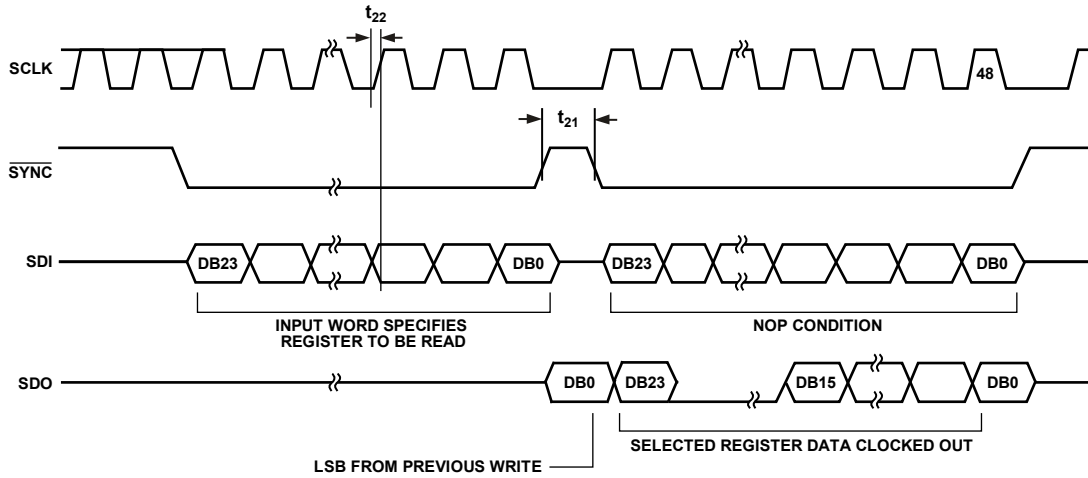 t22
SCLK
48
t21
SYNC
SDI
DB23
DB0
DB23
DB0
INPUT WORD SPECIFIES
REGISTER TO BE READ
NOP CONDITION
SDO
DB0
DB23
DB15
DB0
SELECTED REGISTER DATA CLOCKED OUT
LSB FROM PREVIOUS WRITE